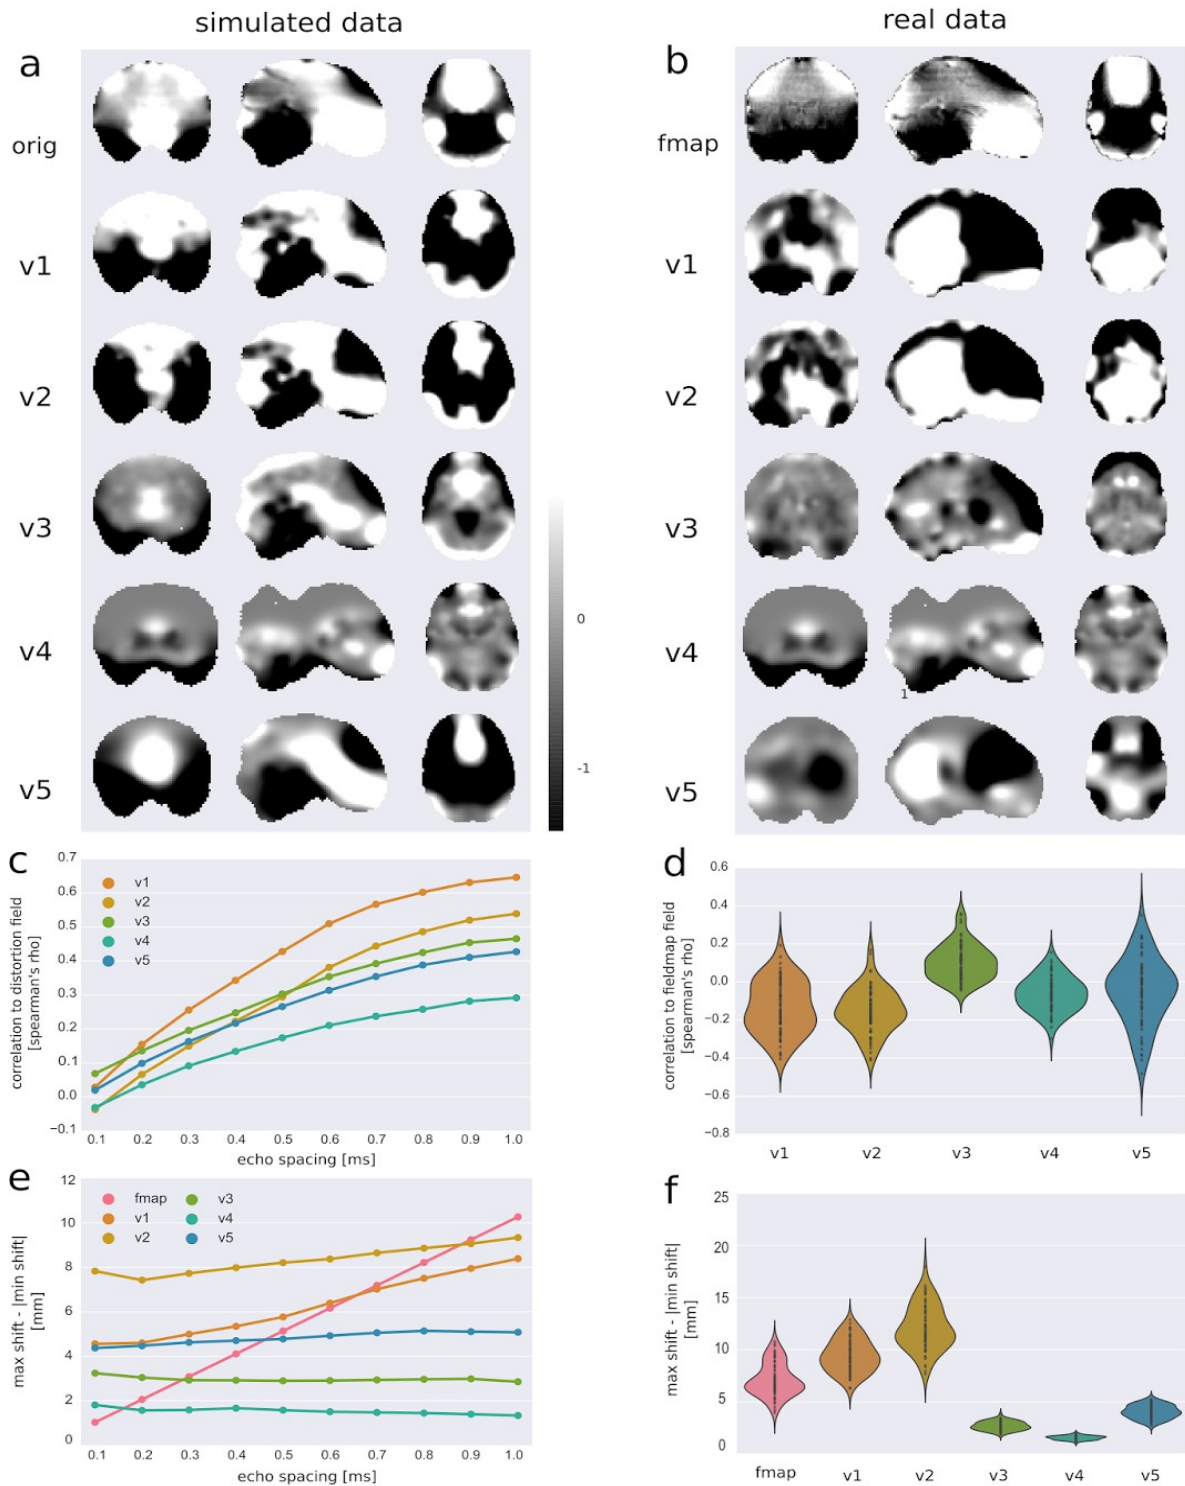 simulated data
real data
a
b
orig
fmap
v1
v1
v2
v2
v3
v3
0
v4
v4
1
-1
v5
v5
c
d
0.7
0.6
0.5
0.4
0.3
0.2
0.1
0.0
−0.1
correlation to distortion field
[spearman's rho]
v1
v2
v3
v4
v5
0.1 0.2 0.3 0.4 0.5 0.6 0.7 0.8 0.9 1.0
echo spacing [ms]
0.6
0.4
0.2
0.0
−0.2
−0.4
−0.6
−0.8
correlation to fieldmap field
[spearman's rho]
v1 v2 v3 v4 v5
e
f
12
10
8
6
4
2
0
max shift - |min shift|
[mm]
fmap v3
v1 v4
v2 v5
0.1 0.2 0.3 0.4 0.5 0.6 0.7 0.8 0.9 1.0
echo spacing [ms]
25
20
15
10
5
0
max shift - |min shift|
[mm]
fmap v1 v2 v3 v4 v5